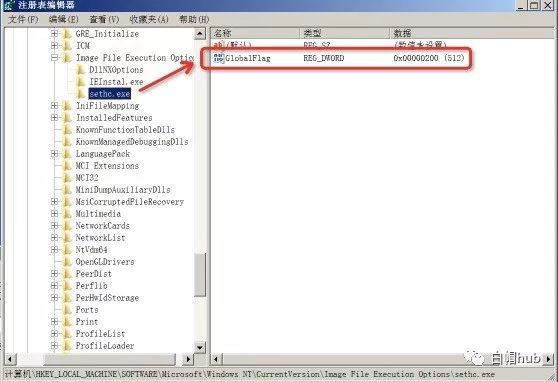 注册表编辑器
文件(F) 编辑(E) 查看(V) 收藏夹(A) 帮助(H)
GRE_Initialize
ICM
Image File Execution Optio
DllNXOptions
IEInstal.exe
sethc.exe
IniFileMapping
InstalledFeatures
KnownFunctionTableDlls
KnownManagedDebuggingDlls
LanguagePack
MCI Extensions
MCI32
MiniDumpAuxiliaryDlls
MsiCorruptedFileRecovery
Multimedia
NetworkCards
NetworkList
NtVdm64
OpenGLDrivers
PeerDist
Perflib
PerHwIdStorage
Ports
Print
ProfileList
ProfileLoader
名称 类型 数据
(默认) REG_SZ (数值未设置)
GlobalFlag REG_DWORD 0x00000200 (512)
白帽hub
计算机\HKEY_LOCAL_MACHINE\SOFTWARE\Microsoft\Windows NT\CurrentVersion\Image File Execution Options\sethc.exe